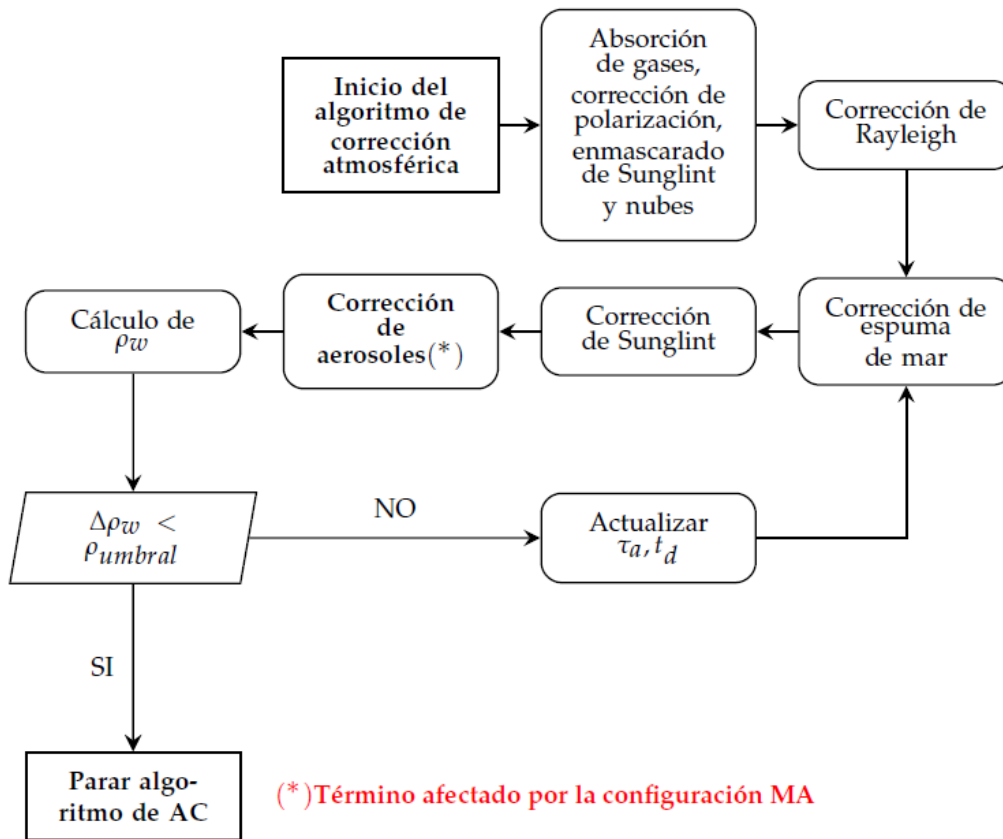 Inicio del
algoritmo de
corrección
atmosférica
Absorción
de gases,
corrección de
polarización,
enmascarado
de Sunglint
y nubes
Corrección de
Rayleigh
Corrección de
espuma
de mar
Corrección
de Sunglint
Corrección
de
aerosoles(*)
Cálculo de
ρw
Δρw <
ρumbral
NO
Actualizar
τa, td
SI
Parar algo-
ritmo de AC
(*)Término afectado por la configuración MA